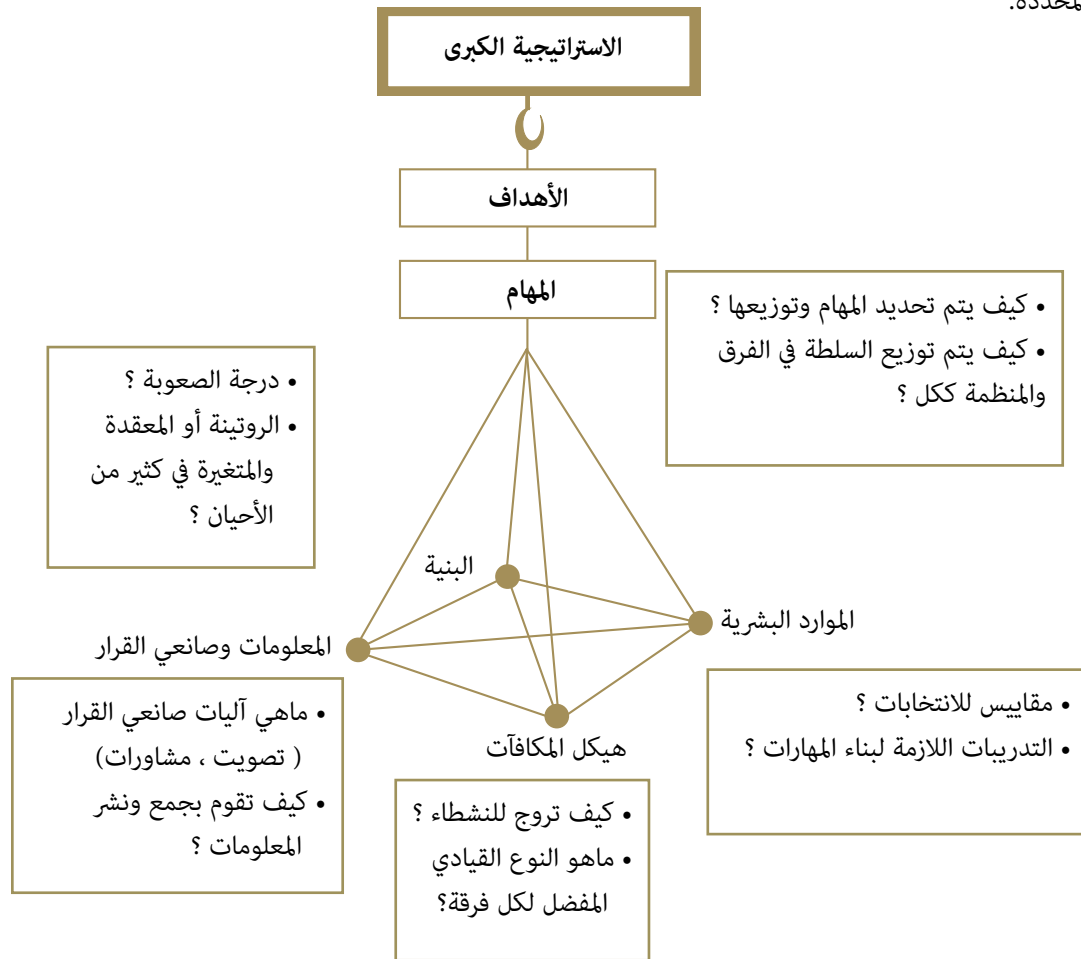 المحددة.
الاستراتيجية الكبرى
الأهداف
المهام
• كيف يتم تحديد المهام وتوزيعها ؟
• كيف يتم توزيع السلطة في الفرق
والمنظمة ككل ؟
• درجة الصعوبة ؟
• الروتينة أو المعقدة
والمتغيرة في كثير من
الأحيان ؟
البنية
الموارد البشرية
المعلومات وصانعي القرار
• مقاييس للانتخابات ؟
• التدريبات اللازمة لبناء المهارات ؟
• ماهي آليات صانعي القرار
( تصويت ، مشاورات)
• كيف تقوم بجمع ونشر
المعلومات ؟
هيكل المكافآت
• كيف تروج للنشطاء ؟
• ماهو النوع القيادي
المفضل لكل فرقة؟